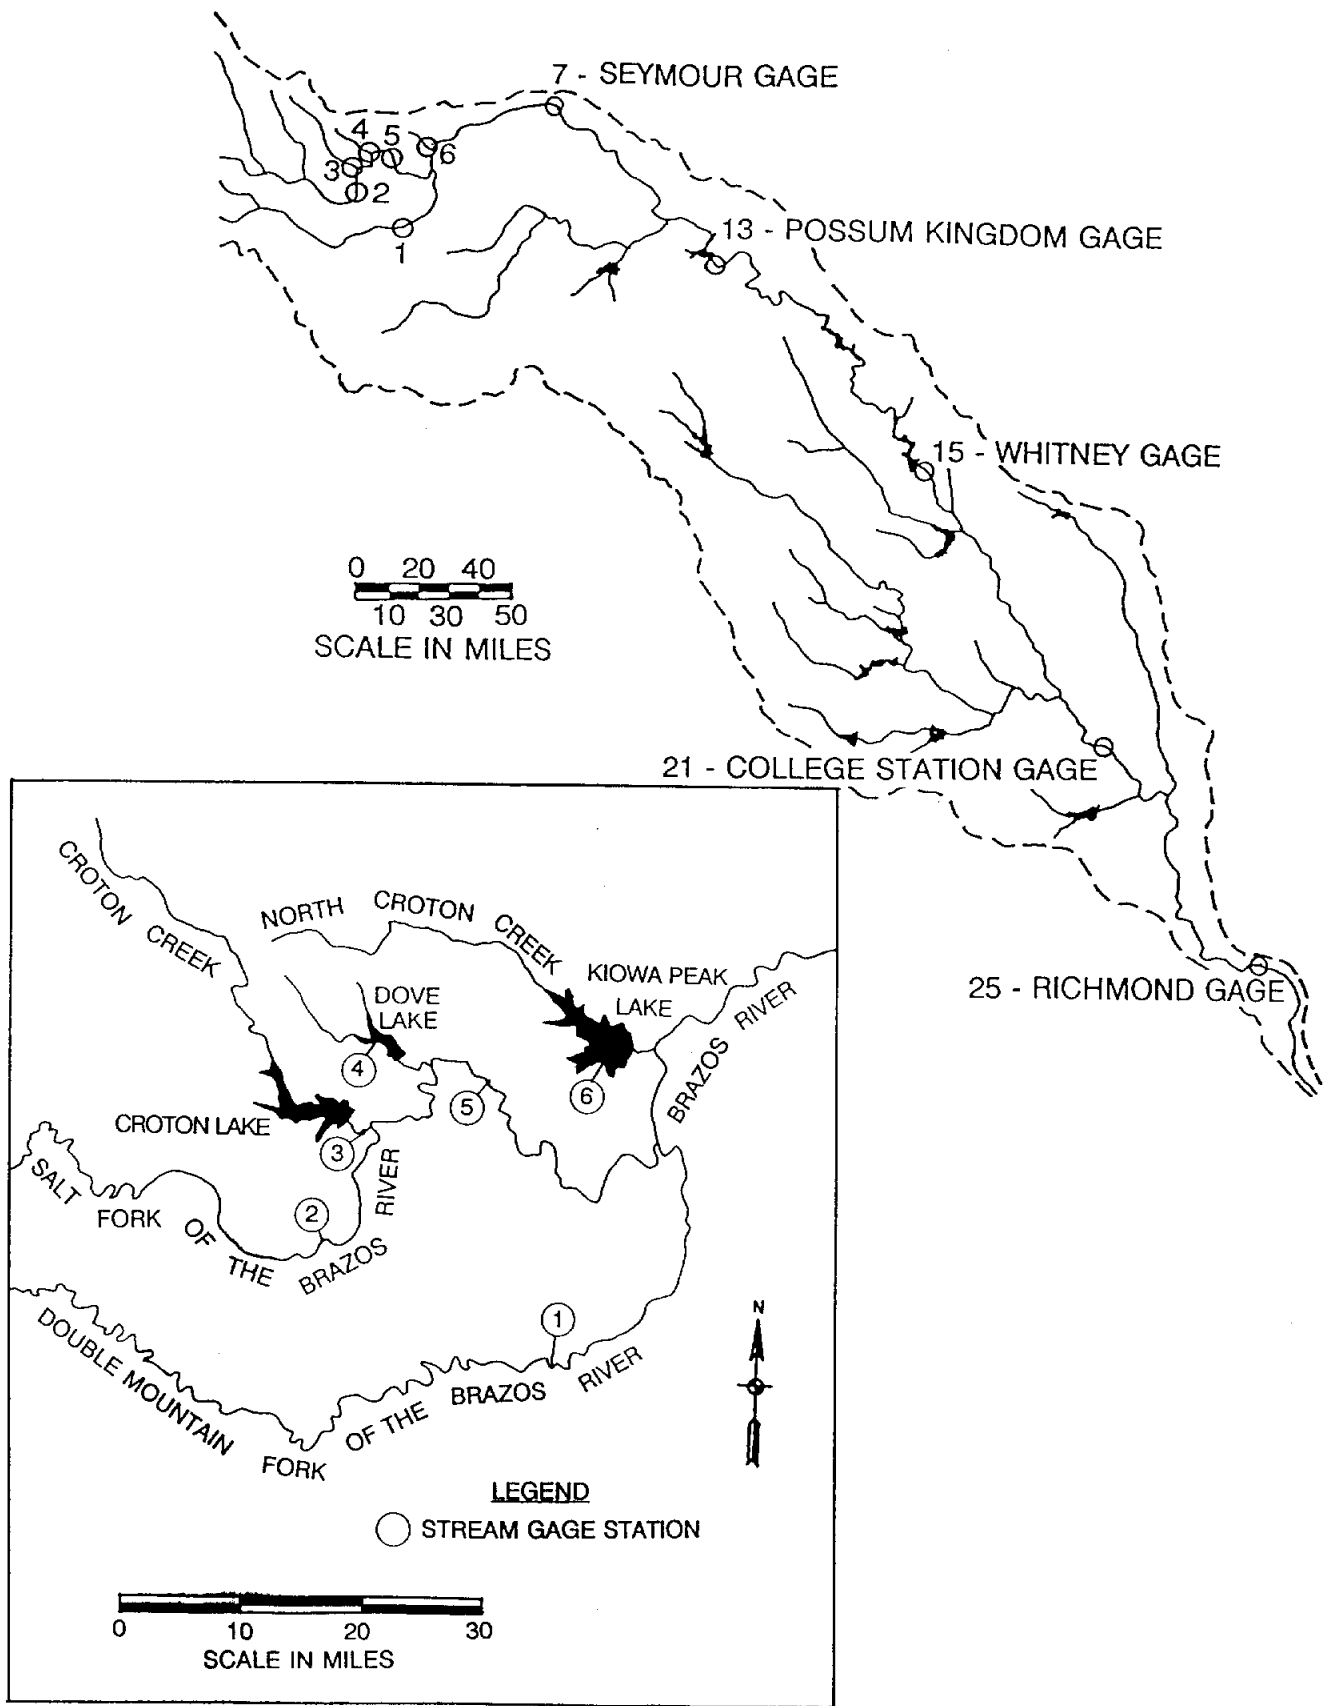 7 - SEYMOUR GAGE
4
5
6
3
2
1
13 - POSSUM KINGDOM GAGE
15 - WHITNEY GAGE
0 20 40
10 30 50
SCALE IN MILES
21 - COLLEGE STATION GAGE
25 - RICHMOND GAGE
CROTON CREEK
NORTH CROTON CREEK
KIOWA PEAK
LAKE
DOVE
LAKE
BRAZOS RIVER
4
5
6
CROTON LAKE
3
2
SALT FORK OF THE BRAZOS RIVER
1
DOUBLE MOUNTAIN FORK OF THE BRAZOS RIVER
N
LEGEND
STREAM GAGE STATION
0 10 20 30
SCALE IN MILES